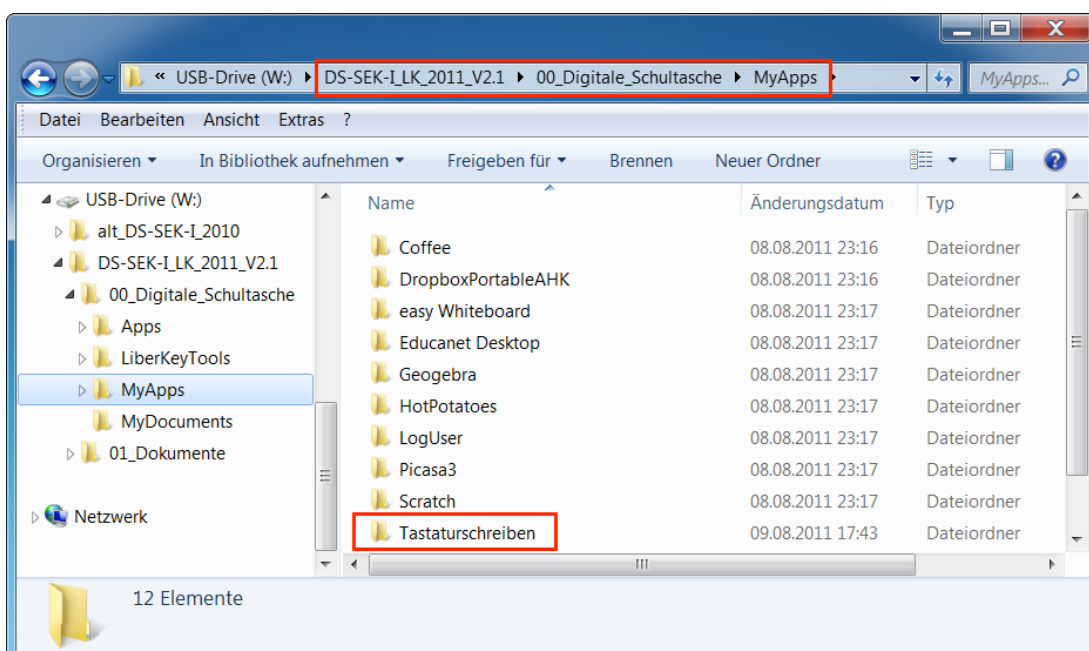 « USB-Drive (W:) DS-SEK-I_LK_2011_V2.1 00_Digitale_Schultasche MyApps MyApps...
Datei Bearbeiten Ansicht Extras ?
Organisieren In Bibliothek aufnehmen Freigeben für Brennen Neuer Ordner
USB-Drive (W:)
alt_DS-SEK-I_2010
DS-SEK-I_LK_2011_V2.1
00_Digitale_Schultasche
Apps
LiberKeyTools
MyApps
MyDocuments
01_Dokumente
Netzwerk
Name Änderungsdatum Typ
Coffee 08.08.2011 23:16 Dateiordner
DropboxPortableAHK 08.08.2011 23:16 Dateiordner
easy Whiteboard 08.08.2011 23:17 Dateiordner
Educanet Desktop 08.08.2011 23:17 Dateiordner
Geogebra 08.08.2011 23:17 Dateiordner
HotPotatoes 08.08.2011 23:17 Dateiordner
LogUser 08.08.2011 23:17 Dateiordner
Picasa3 08.08.2011 23:17 Dateiordner
Scratch 08.08.2011 23:17 Dateiordner
Tastaturschreiben 09.08.2011 17:43 Dateiordner
12 Elemente